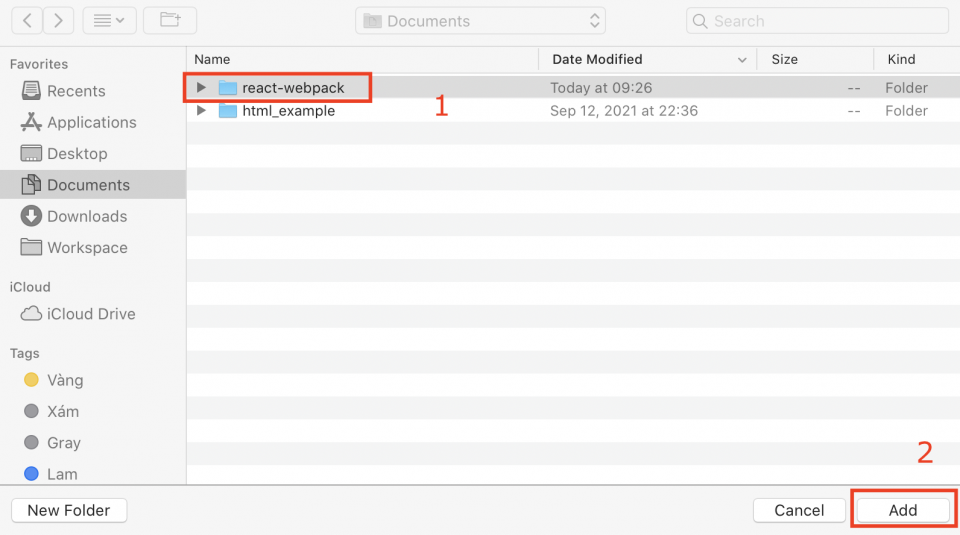 Documents
Search
Favorites
Recents
Applications
Desktop
Documents
Downloads
Workspace
iCloud
iCloud Drive
Tags
Vàng
Xám
Gray
Lam
Name Date Modified Size Kind
react-webpack Today at 09:26 -- Folder
html_example Sep 12, 2021 at 22:36 -- Folder
1
2
New Folder Cancel Add